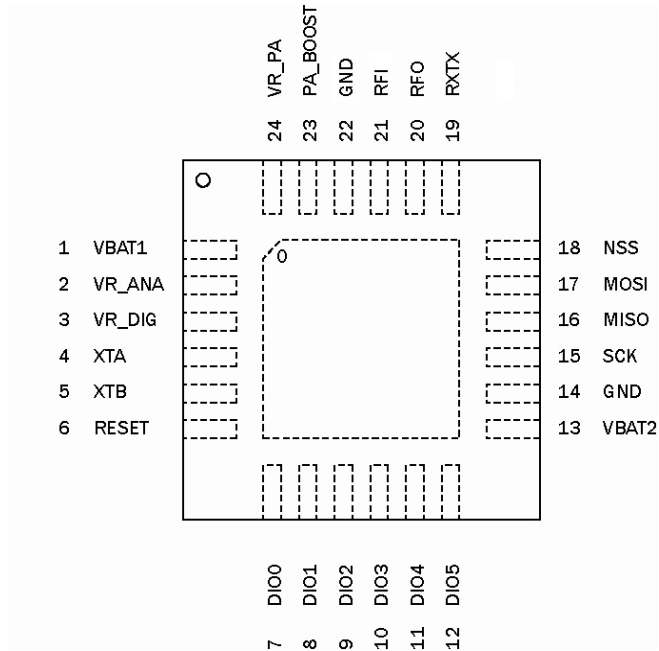 24 VR_PA
23 PA_BOOST
22 GND
21 RFI
20 RFO
19 RXTX
1 VBAT1
2 VR_ANA
3 VR_DIG
4 XTA
5 XTB
6 RESET
0
18 NSS
17 MOSI
16 MISO
15 SCK
14 GND
13 VBAT2
7 DIO0
8 DIO1
9 DIO2
10 DIO3
11 DIO4
12 DIO5